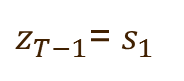 z_{T-1} = s_1